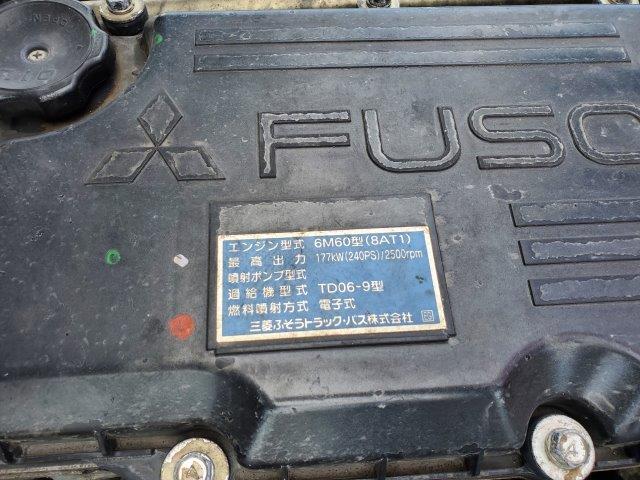 OPEN
OIL
FUSO
エンジン型式 6M60型(8AT1)
最高出力 177kW(240PS)/2500rpm
噴射ポンプ型式
過給機型式 TD06-9型
燃料噴射方式 電子式
三菱ふそうトラック・バス株式会社